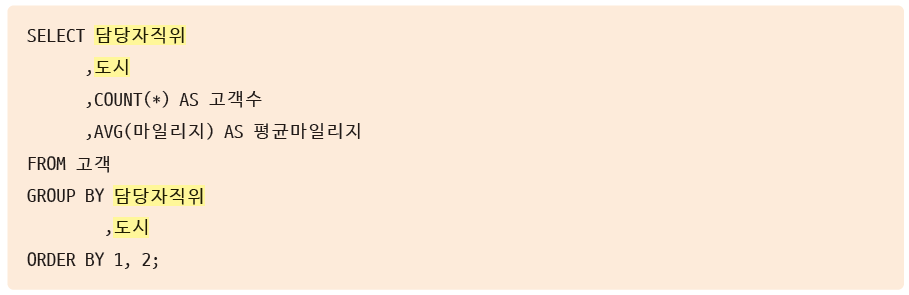 SELECT 담당자직위
,도시
,COUNT(*) AS 고객수
,AVG(마일리지) AS 평균마일리지
FROM 고객
GROUP BY 담당자직위
,도시
ORDER BY 1, 2;